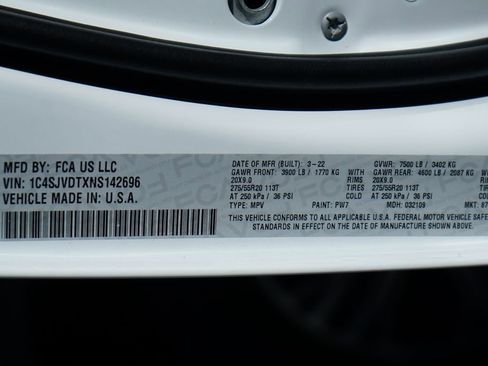 MFD BY: FCA US LLC
VIN: 1C4SJVDTXNS142696
VEHICLE MADE IN: U.S.A.
DATE OF MFR (BUILT): 3-22 GVWR: 7500 LB / 3402 KG
GAWR FRONT: 3900 LB / 1770 KG GAWR REAR: 4600 LB / 2087 KG
20X9.0 20X9.0
275/55R20 113T TIRES 275/55R20 113T
AT 250 kPa / 36 PSI AT 250 kPa / 36 PSI
TYPE: MPV PAINT: PW7 MDH: 032109 MKT: 87
THIS VEHICLE CONFORMS TO ALL APPLICABLE U.S.A. FEDERAL MOTOR VEHICLE SAFE
STANDARDS IN EFFECT ON THE DATE OF MANUFACTURE SHOWN ABOVE.